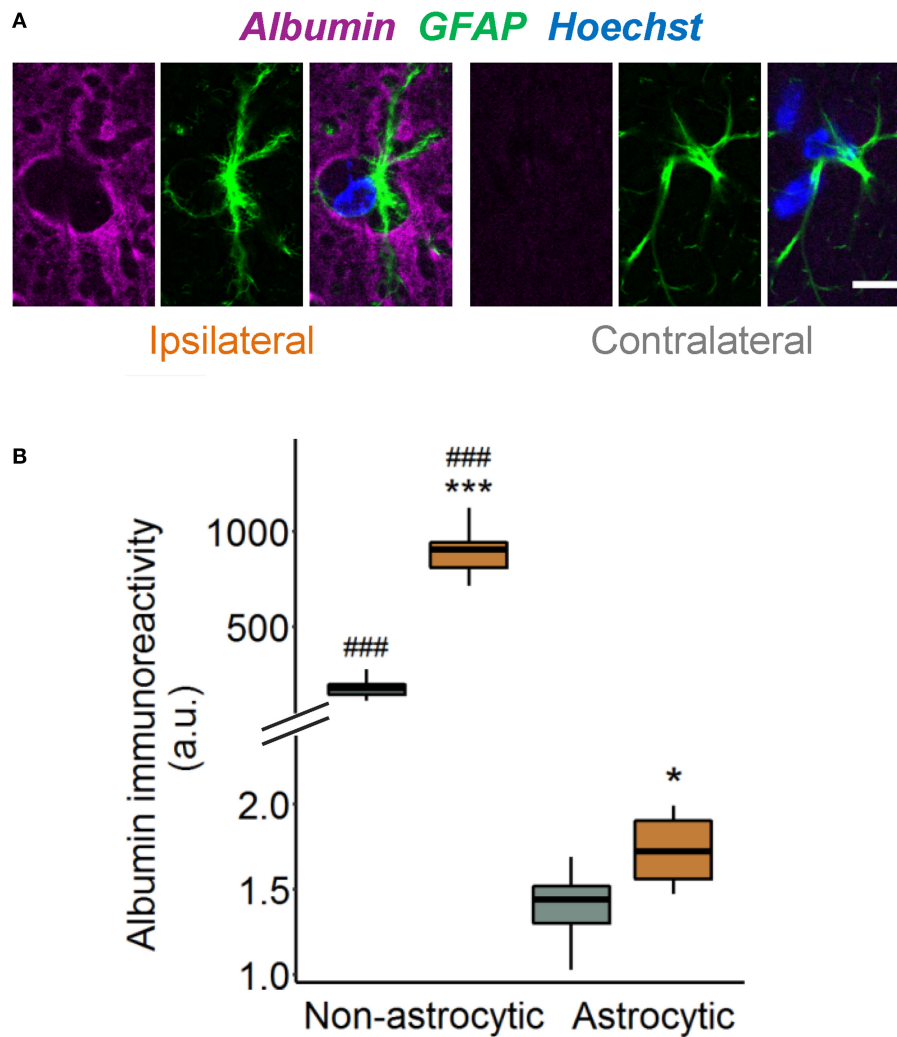 A
Albumin GFAP Hoechst
Ipsilateral Contralateral
B
Albumin immunoreactivity
(a.u.)
###
***
1000
500
###
2.0
*
1.5
1.0
Non-astrocytic Astrocytic